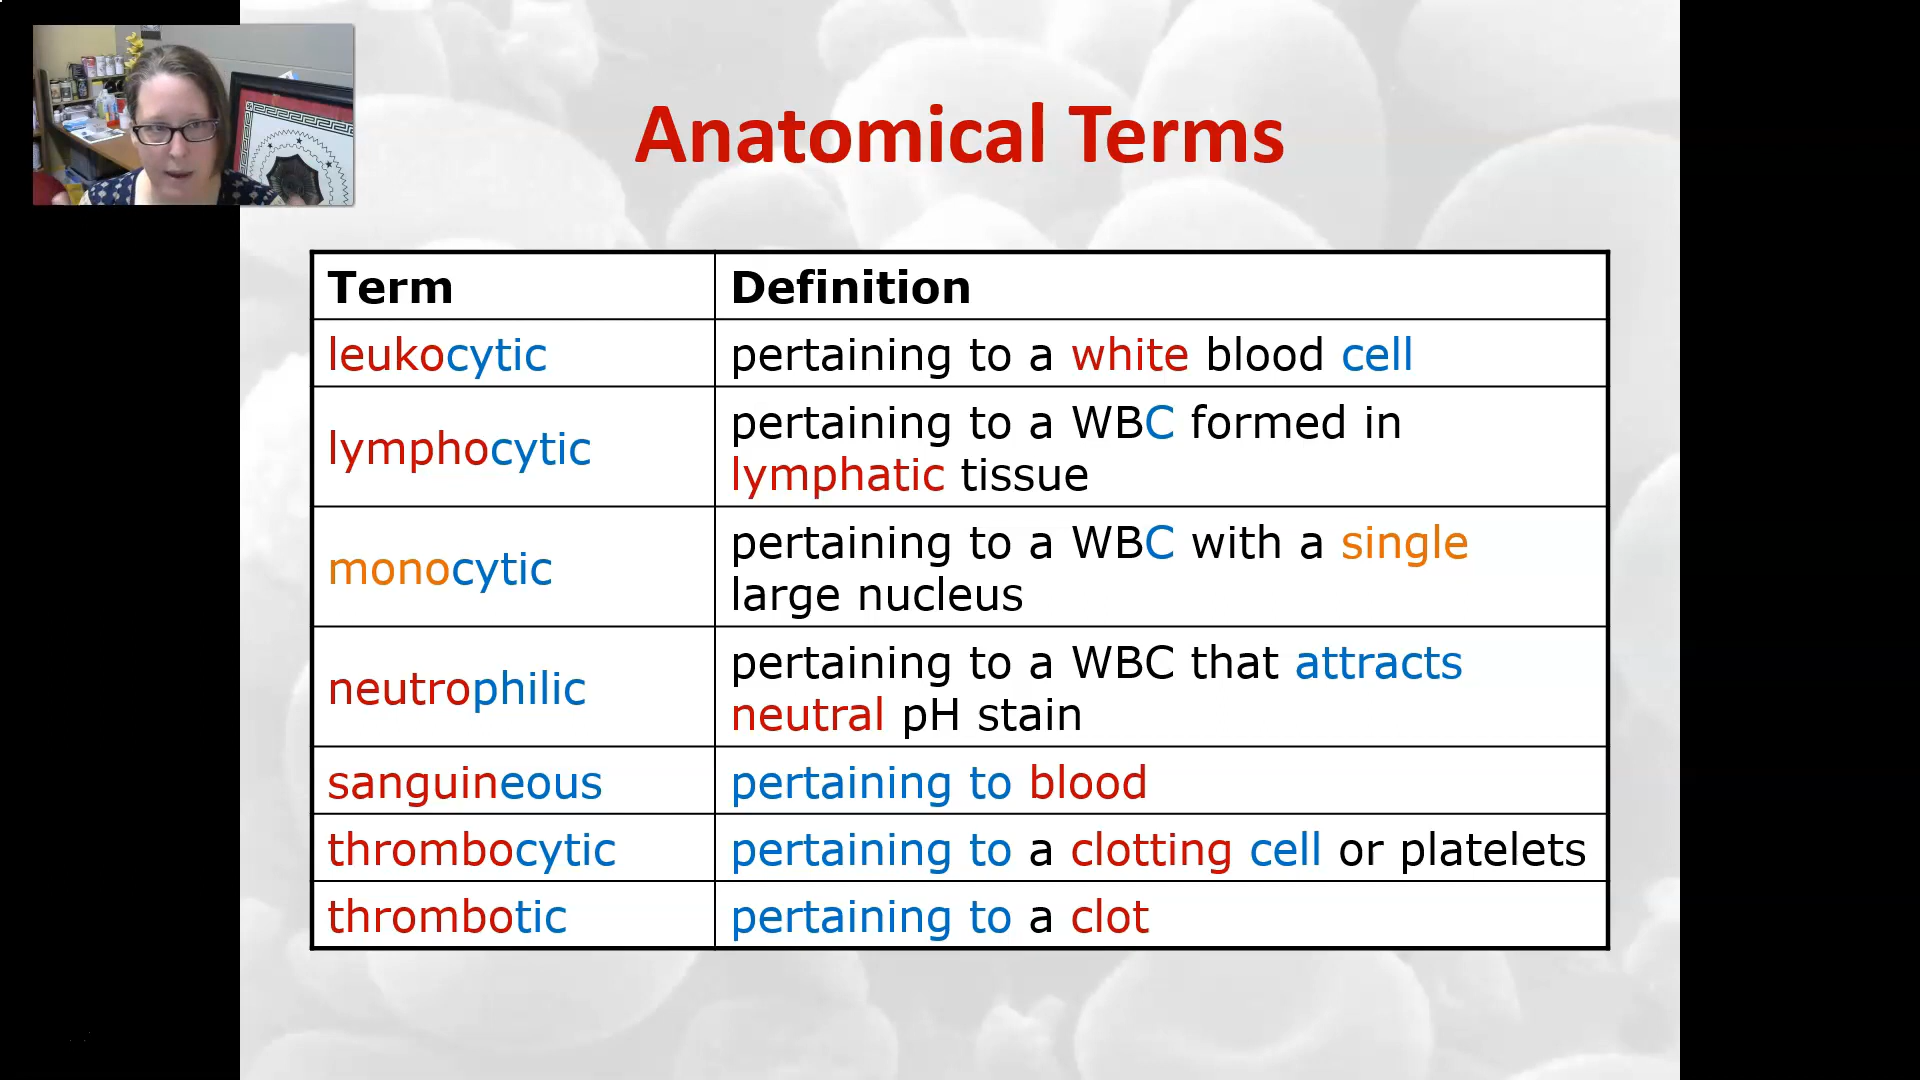 Anatomical Terms
Term Definition
leukocytic pertaining to a white blood cell
lymphocytic pertaining to a WBC formed in
lymphatic tissue
monocytic pertaining to a WBC with a single
large nucleus
neutrophilic pertaining to a WBC that attracts
neutral pH stain
sanguineous pertaining to blood
thrombocytic pertaining to a clotting cell or platelets
thrombotic pertaining to a clot